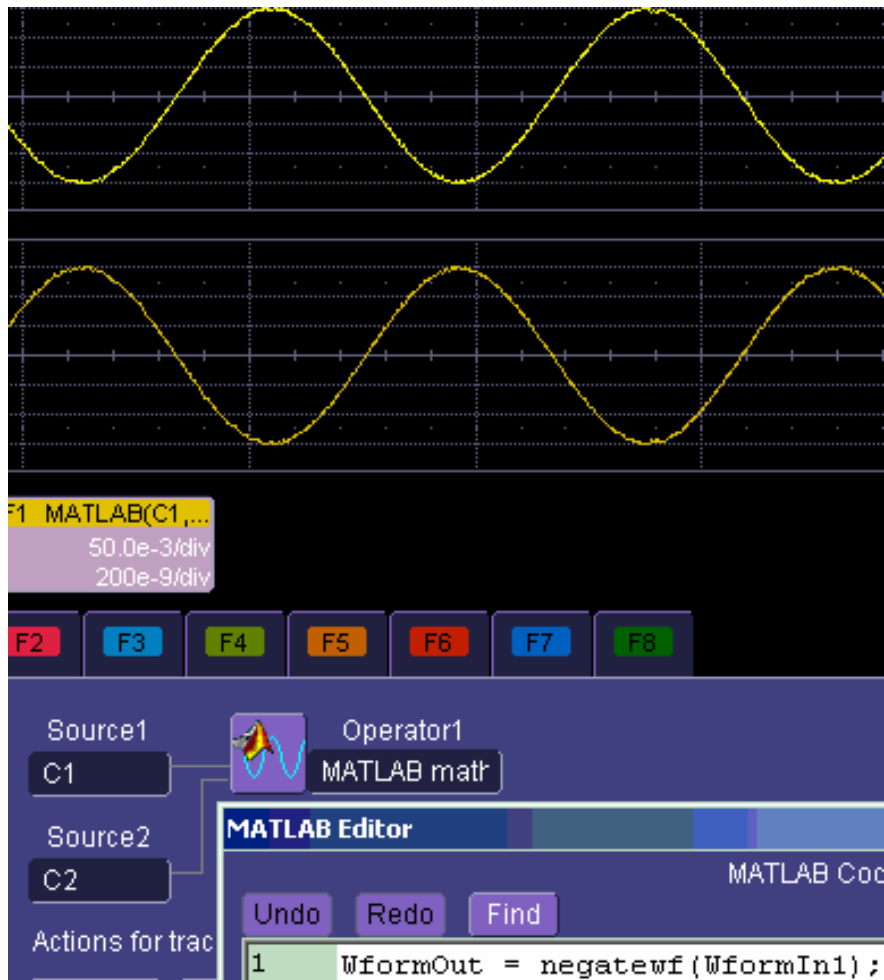 F1 MATLAB(C1,...
50.0e-3/div
200e-9/div
F2 F3 F4 F5 F6 F7 F8
Source1
Operator1
C1
MATLAB math
Source2
MATLAB Editor
C2
MATLAB Coc
Undo Redo Find
Actions for trac
1 WformOut = negatewf(WformIn1);